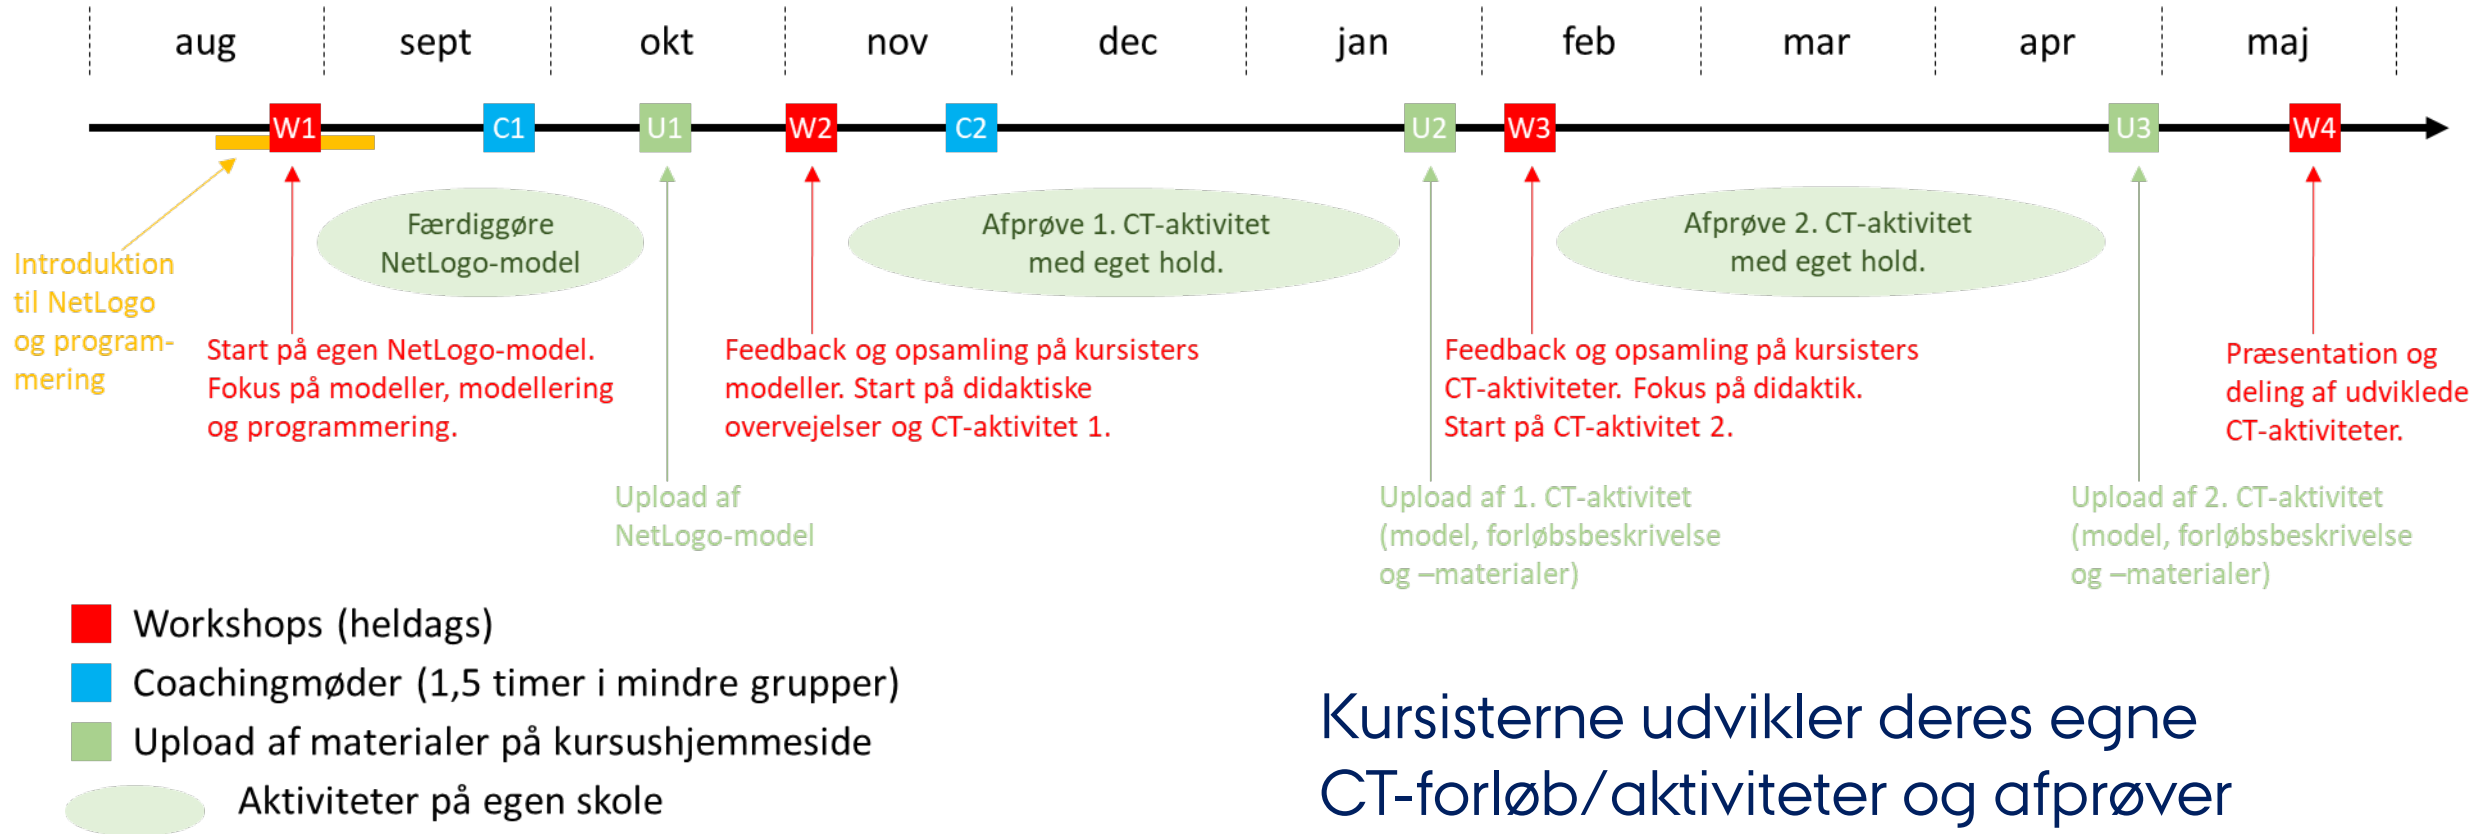 aug sept okt nov dec jan feb mar apr maj
W1 C1 U1 W2 C2 U2 W3 U3 W4
Introduktion
til NetLogo
og program-
mering
Færdiggøre
NetLogo-model
Afprøve 1. CT-aktivitet
med eget hold.
Afprøve 2. CT-aktivitet
med eget hold.
Start på egen NetLogo-model.
Fokus på modeller, modellering
og programmering.
Feedback og opsamling på kursisters
modeller. Start på didaktiske
overvejelser og CT-aktivitet 1.
Feedback og opsamling på kursisters
CT-aktiviteter. Fokus på didaktik.
Start på CT-aktivitet 2.
Præsentation og
deling af udviklede
CT-aktiviteter.
Upload af
NetLogo-model
Upload af 1. CT-aktivitet
(model, forløbsbeskrivelse
og –materialer)
Upload af 2. CT-aktivitet
(model, forløbsbeskrivelse
og –materialer)
Workshops (heldags)
Coachingmøder (1,5 timer i mindre grupper)
Upload af materialer på kursushjemmeside
Aktiviteter på egen skole
Kursisterne udvikler deres egne
CT-forløb/aktiviteter og afprøver